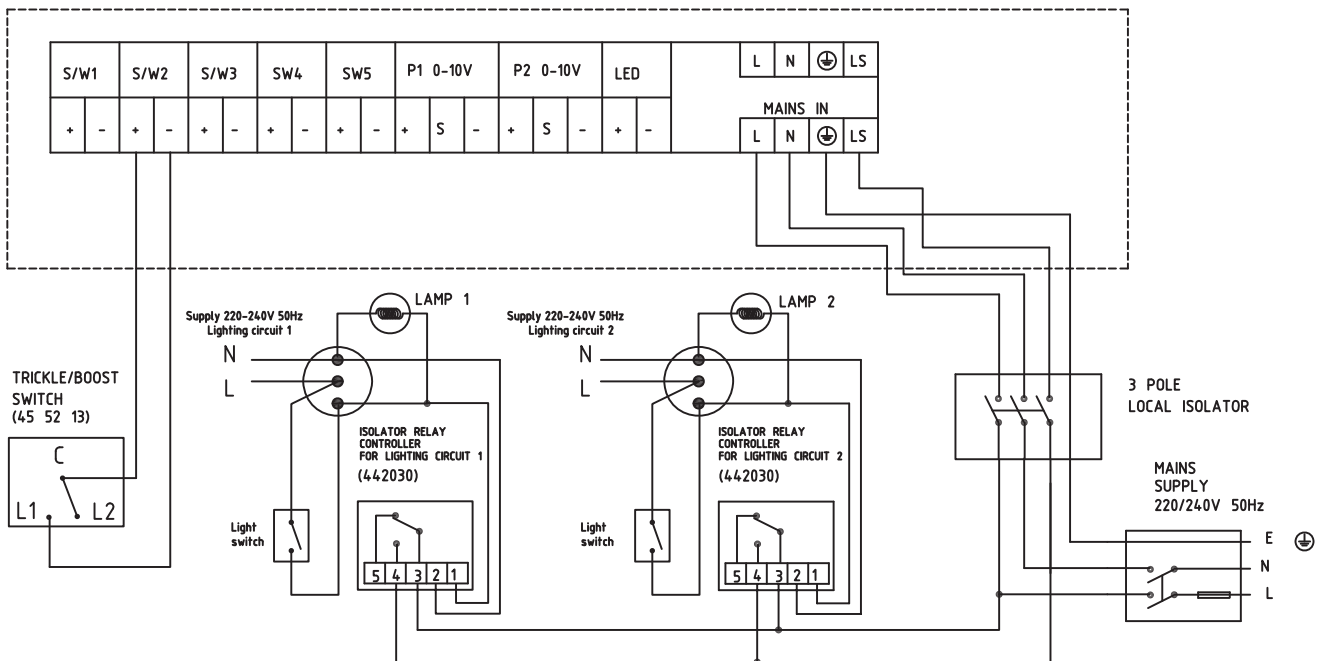 S/W1 S/W2 S/W3 SW4 SW5 P1 0-10V P2 0-10V LED
L N LS
MAINS IN
+ - + - + - + - + - + S - + S - + -
L N LS
LAMP 1
Supply 220-240V 50Hz
Lighting circuit 1
N
L
LAMP 2
Supply 220-240V 50Hz
Lighting circuit 2
N
L
TRICKLE/BOOST
SWITCH
(45 52 13)
C
L1 L2
ISOLATOR RELAY
CONTROLLER
FOR LIGHTING CIRCUIT 1
(442030)
Light
switch
5 4 3 2 1
ISOLATOR RELAY
CONTROLLER
FOR LIGHTING CIRCUIT 2
(442030)
Light
switch
5 4 3 2 1
3 POLE
LOCAL ISOLATOR
MAINS
SUPPLY
220/240V 50Hz
E
N
L